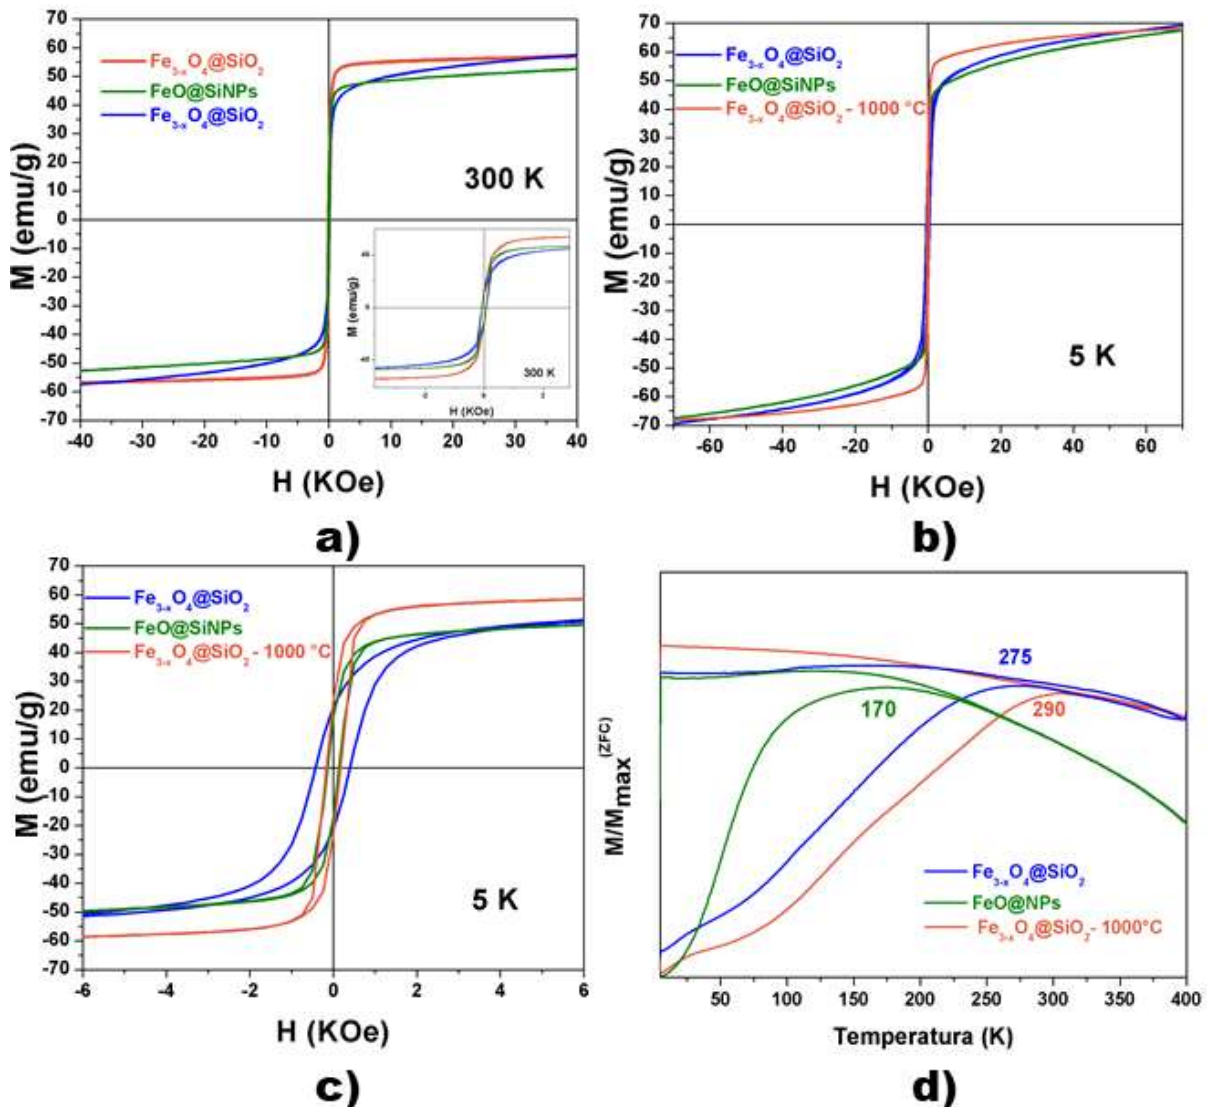 70
60
50
40
30
20
10
0
-10
-20
-30
-40
-50
-60
-70
M (emu/g)
Fe3-xO4@SiO2
FeO@SiNPs
Fe3-xO4@SiO2
300 K
M (emu/g)
0
300 K
0
2
H (KOe)
-40 -30 -20 -10 0 10 20 30 40
H (KOe)
a)
70
60
50
40
30
20
10
0
-10
-20
-30
-40
-50
-60
-70
M (emu/g)
Fe3-xO4@SiO2
FeO@SiNPs
Fe3-xO4@SiO2 - 1000 °C
5 K
-60 -40 -20 0 20 40 60
H (KOe)
b)
70
60
50
40
30
20
10
0
-10
-20
-30
-40
-50
-60
-70
M (emu/g)
Fe3-xO4@SiO2
FeO@SiNPs
Fe3-xO4@SiO2 - 1000 °C
5 K
-6 -4 -2 0 2 4 6
H (KOe)
c)
M/Mmax(ZFC)
275
170
290
Fe3-xO4@SiO2
FeO@NPs
Fe3-xO4@SiO2- 1000°C
50 100 150 200 250 300 350 400
Temperatura (K)
d)